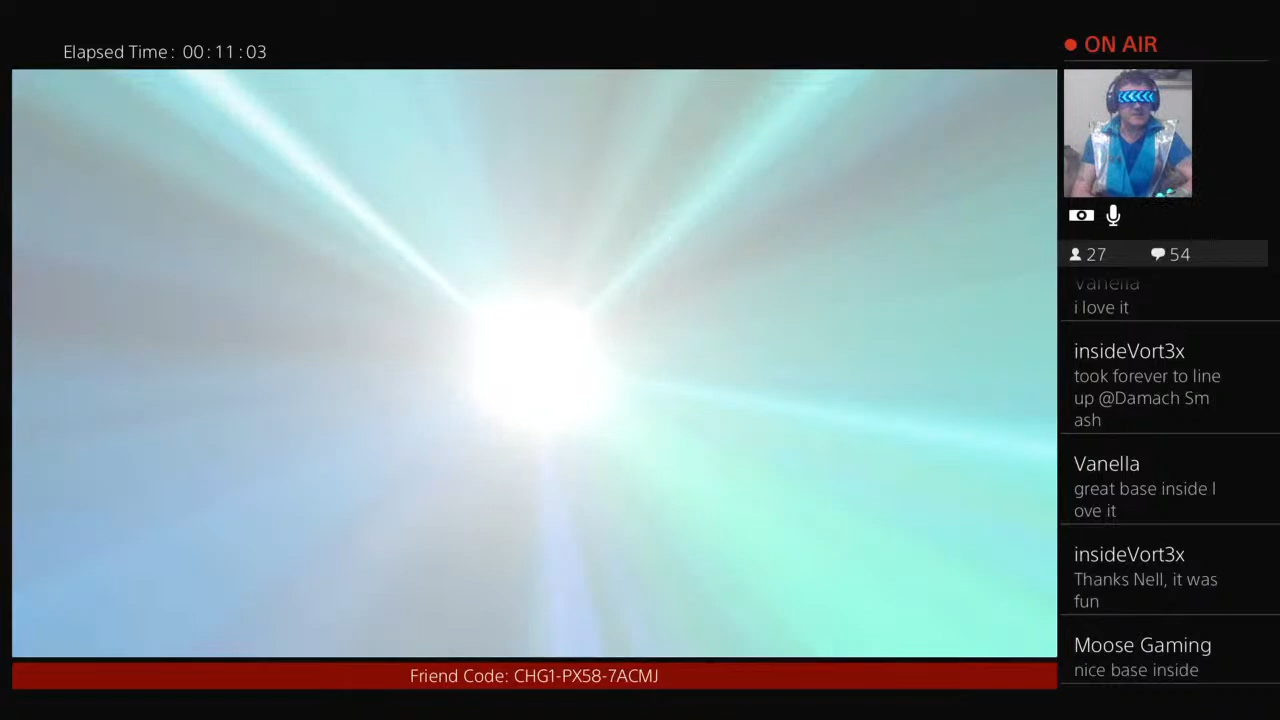 Elapsed Time: 00:11:03
ON AIR
27 54
Vanella
i love it
insideVort3x
took forever to line
up @Damach Sm
ash
Vanella
great base inside l
ove it
insideVort3x
Thanks Nell, it was
fun
Moose Gaming
nice base inside
Friend Code: CHG1-PX58-7ACMJ